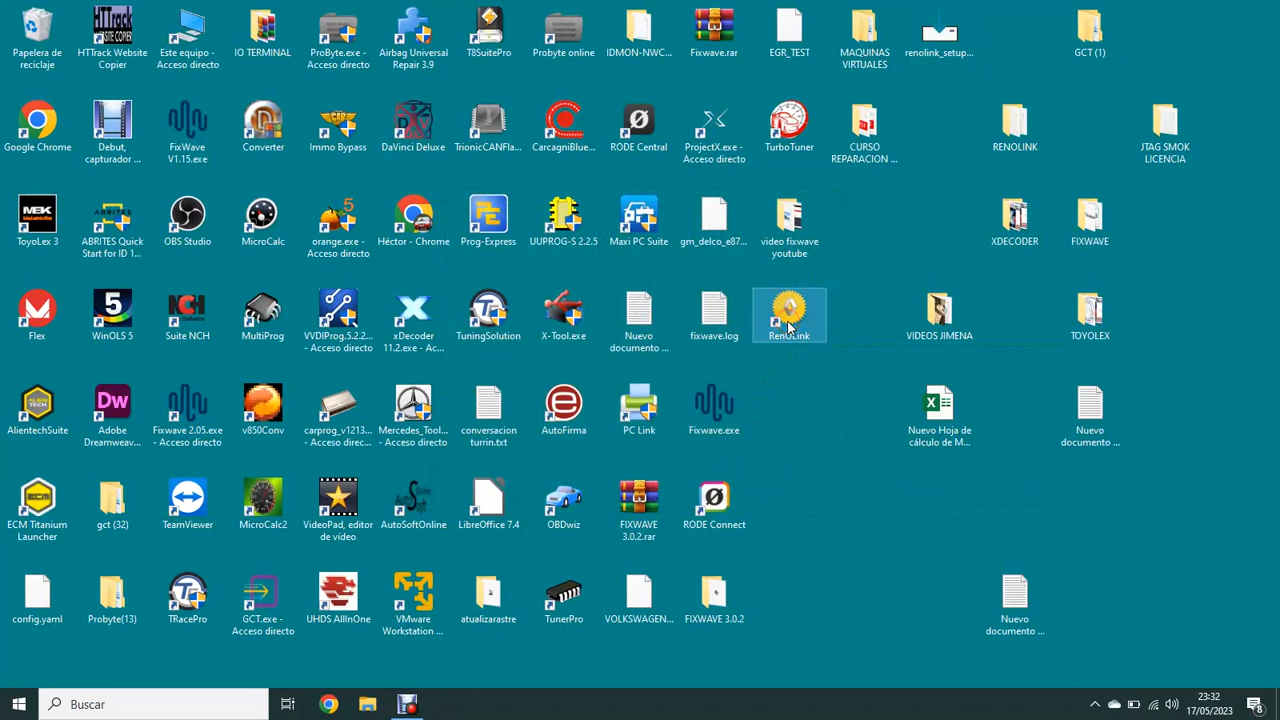 Papelera de
reciclaje
HTTrack Website
Copier
Este equipo -
Acceso directo
IO TERMINAL
ProByte.exe -
Acceso directo
Airbag Universal
Repair 3.9
T8SuitePro
Probyte online
IDMON-NWC...
Fixwave.rar
EGR_TEST
MAQUINAS
VIRTUALES
renolink_setup...
GCT (1)
Google Chrome
Debut,
capturador ...
FixWave
V1.15.exe
Converter
Immo Bypass
DaVinci Deluxe
TrionicCANFla...
CarcagniBlue...
RODE Central
ProjectX.exe -
Acceso directo
TurboTuner
CURSO
REPARACION ...
RENOLINK
JTAG SMOK
LICENCIA
ToyoLex 3
ABRITES Quick
Start for ID 1...
OBS Studio
MicroCalc
orange.exe -
Acceso directo
Héctor - Chrome
Prog-Express
UUPROG-S 2.2.5
Maxi PC Suite
gm_delco_e87...
video fixwave
youtube
XDECODER
FIXWAVE
Flex
WinOLS 5
Suite NCH
MultiProg
VVDIProg.5.2.2...
- Acceso directo
xDecoder
11.2.exe - Ac...
TuningSolution
X-Tool.exe
Nuevo
documento ...
fixwave.log
RenOLink
VIDEOS JIMENA
TOYOLEX
AlientechSuite
Adobe
Dreamweav...
Fixwave 2.05.exe
- Acceso directo
v850Conv
carprog_v1213...
- Acceso direc...
Mercedes_Tool...
- Acceso directo
conversacion
turrin.txt
AutoFirma
PC Link
Fixwave.exe
Nuevo Hoja de
cálculo de M...
Nuevo
documento ...
ECM Titanium
Launcher
gct (32)
TeamViewer
MicroCalc2
VideoPad, editor
de vídeo
AutoSoftOnline
LibreOffice 7.4
OBDwiz
FIXWAVE
3.0.2.rar
RODE Connect
config.yaml
Probyte(13)
TRacePro
GCT.exe -
Acceso directo
UHDS AllInOne
VMware
Workstation ...
atualizarastre
TunerPro
VOLKSWAGEN...
FIXWAVE 3.0.2
Nuevo
documento ...
Buscar
23:32
17/05/2023
8